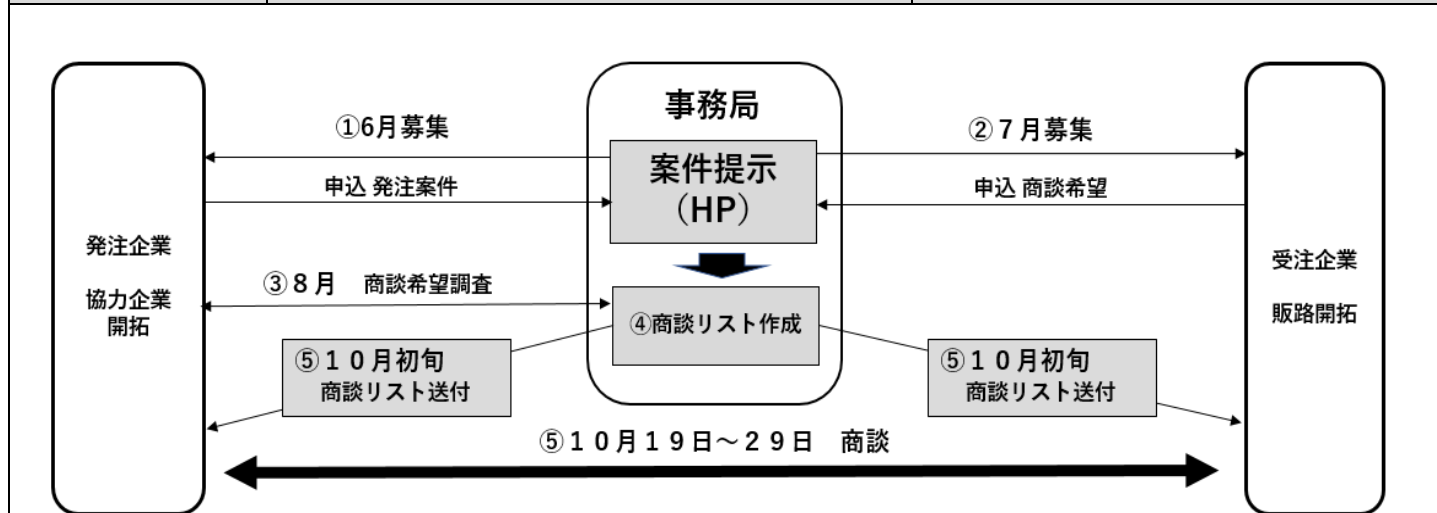 事務局
①6月募集
②７月募集
案件提示
（HP）
申込 発注案件
申込 商談希望
発注企業
協力企業
開拓
受注企業
販路開拓
③８月　商談希望調査
④商談リスト作成
⑤１０月初旬
商談リスト送付
⑤１０月初旬
商談リスト送付
⑤１０月１９日～２９日　商談